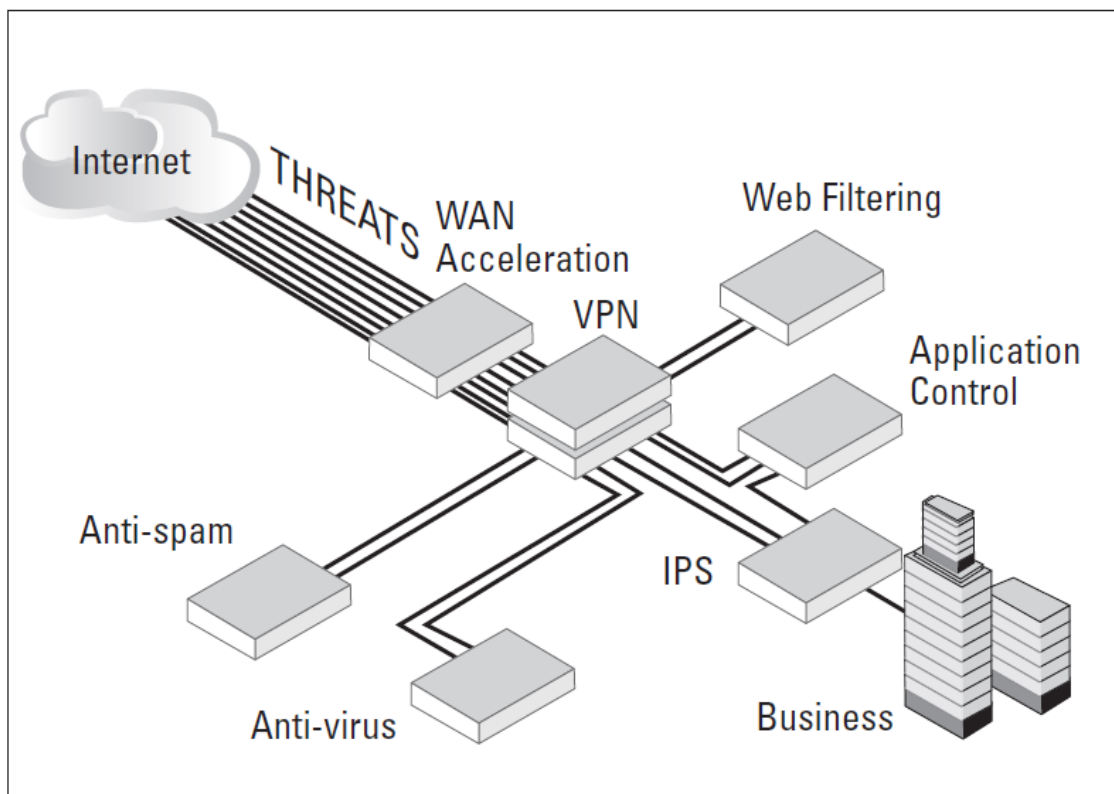 Internet
THREATS
WAN
Acceleration
VPN
Web Filtering
Application
Control
Anti-spam
IPS
Anti-virus
Business